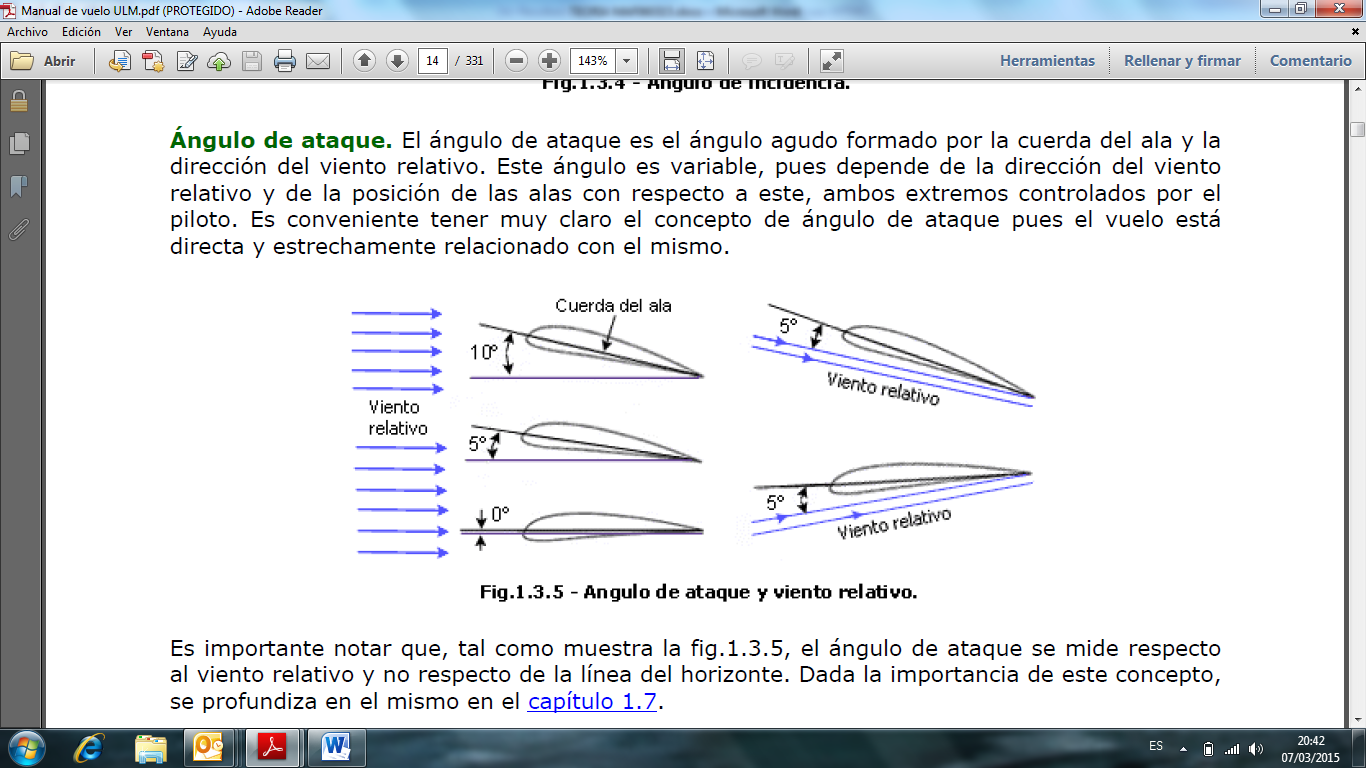 Manual de vuelo ULM.pdf (PROTEGIDO) - Adobe Reader
Archivo Edición Ver Ventana Ayuda
Abrir 14 / 331 143% Herramientas Rellenar y firmar Comentario
Fig.1.3.4 - Angulo de incidencia.
Ángulo de ataque. El ángulo de ataque es el ángulo agudo formado por la cuerda del ala y la
dirección del viento relativo. Este ángulo es variable, pues depende de la dirección del viento
relativo y de la posición de las alas con respecto a este, ambos extremos controlados por el
piloto. Es conveniente tener muy claro el concepto de ángulo de ataque pues el vuelo está
directa y estrechamente relacionado con el mismo.
Cuerda del ala
10º
5º
Viento relativo
Viento
relativo
5º
0º
5º
Viento relativo
Fig.1.3.5 - Angulo de ataque y viento relativo.
Es importante notar que, tal como muestra la fig.1.3.5, el ángulo de ataque se mide respecto
al viento relativo y no respecto de la línea del horizonte. Dada la importancia de este concepto,
se profundiza en el mismo en el capítulo 1.7.
ES
20:42
07/03/2015